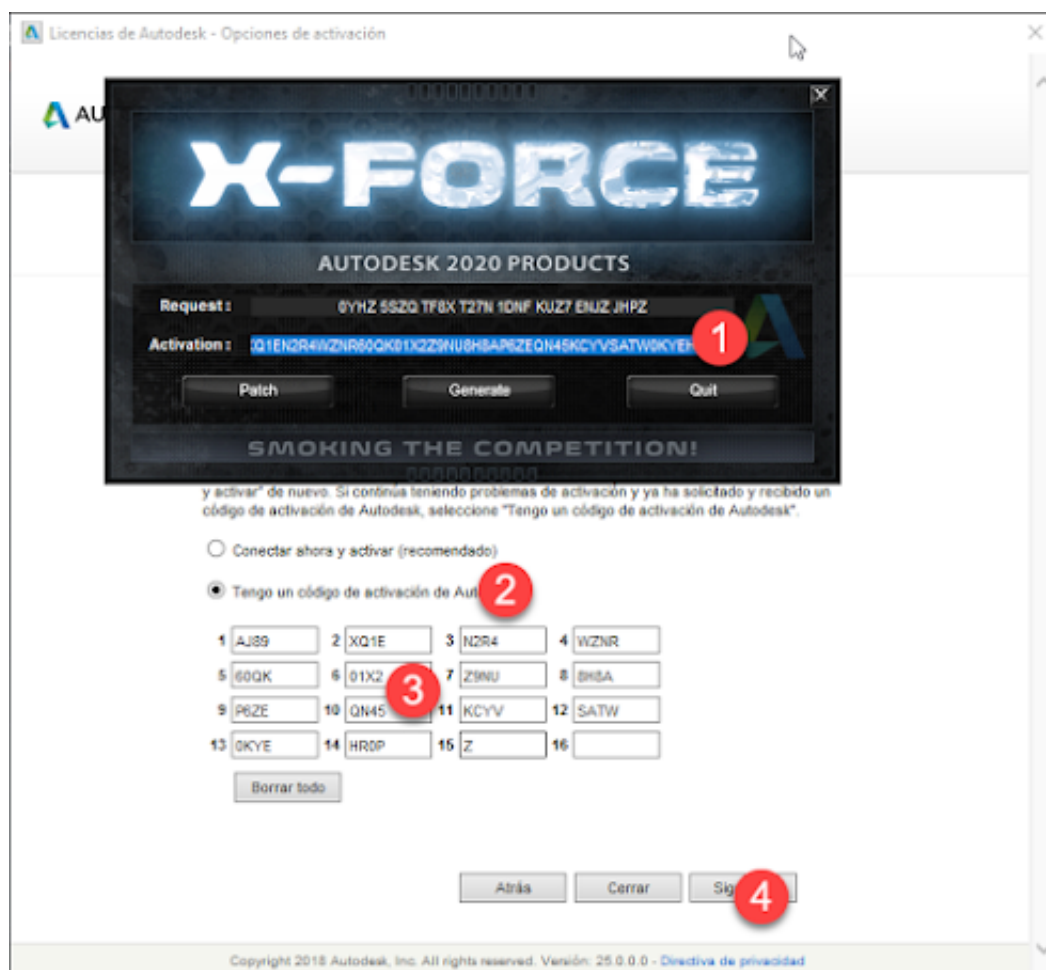 Licencias de Autodesk - Opciones de activación
AU
X-FORCE
AUTODESK 2020 PRODUCTS
Request:
0YHZ 5SZQ TF8X T27N 1DNF KUZ7 ENJZ JHPZ
Activation:
1
Patch
Generate
Quit
SMOKING THE COMPETITION!
y activar" de nuevo. Si continúa teniendo problemas de activación y ya ha solicitado y recibido un
código de activación de Autodesk, seleccione "Tengo un código de activación de Autodesk".
Conectar ahora y activar (recomendado)
Tengo un código de activación de Aut
2
1 AJ89 2 XQ1E 3 N2R4 4 WZNR
5 60QK 6 01X2 7 Z9NU 8 8H8A
3
9 P6ZE 10 QN45 11 KCYV 12 SATW
13 0KYE 14 HR0P 15 Z 16
Borrar todo
Atrás
Cerrar
Sig
4
Copyright 2018 Autodesk, Inc. All rights reserved. Versión: 25.0.0.0 - Directiva de privacidad